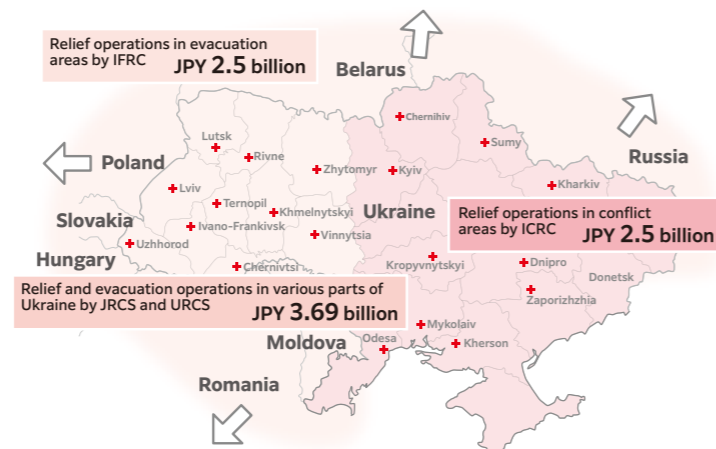 Relief operations in evacuation
areas by IFRC JPY 2.5 billion
Belarus
Chernihiv
Lutsk
Sumy
Rivne
Russia
Poland
Zhytomyr
Kyiv
Kharkiv
Lviv
Ternopil
Khmelnytskyi
Ukraine
Relief operations in conflict
areas by ICRC JPY 2.5 billion
Slovakia
Ivano-Frankivsk
Vinnytsia
Uzhhorod
Hungary
Chernivtsi
Kropyvnytskyi
Dnipro
Donetsk
Relief and evacuation operations in various parts of
Ukraine by JRCS and URCS JPY 3.69 billion
Zaporizhzhia
Mykolaiv
Moldova
Odesa
Kherson
Romania